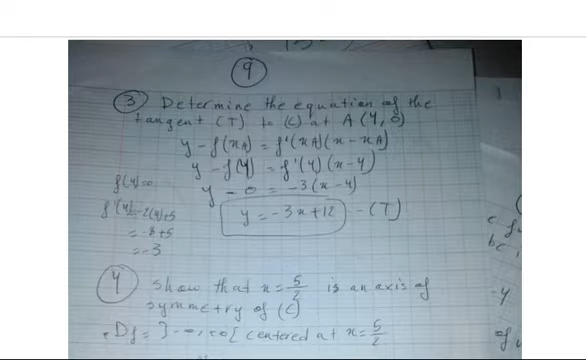 9
③ Determine the equation of the
tangent (T) to (C) at A(4,0)
y - f(xA) = f'(xA)(x - xA)
y - f(4) = f'(4)(x-4)
f(4)=0
y - 0 = -3(x-4)
f'(4)=-2(4)+5
= -8+5
= -3
y = -3x+12 -(T)
④ show that x = 5/2 is an axis of
symmetry of (C)
• Df = ]-∞,∞[ centered at x = 5/2